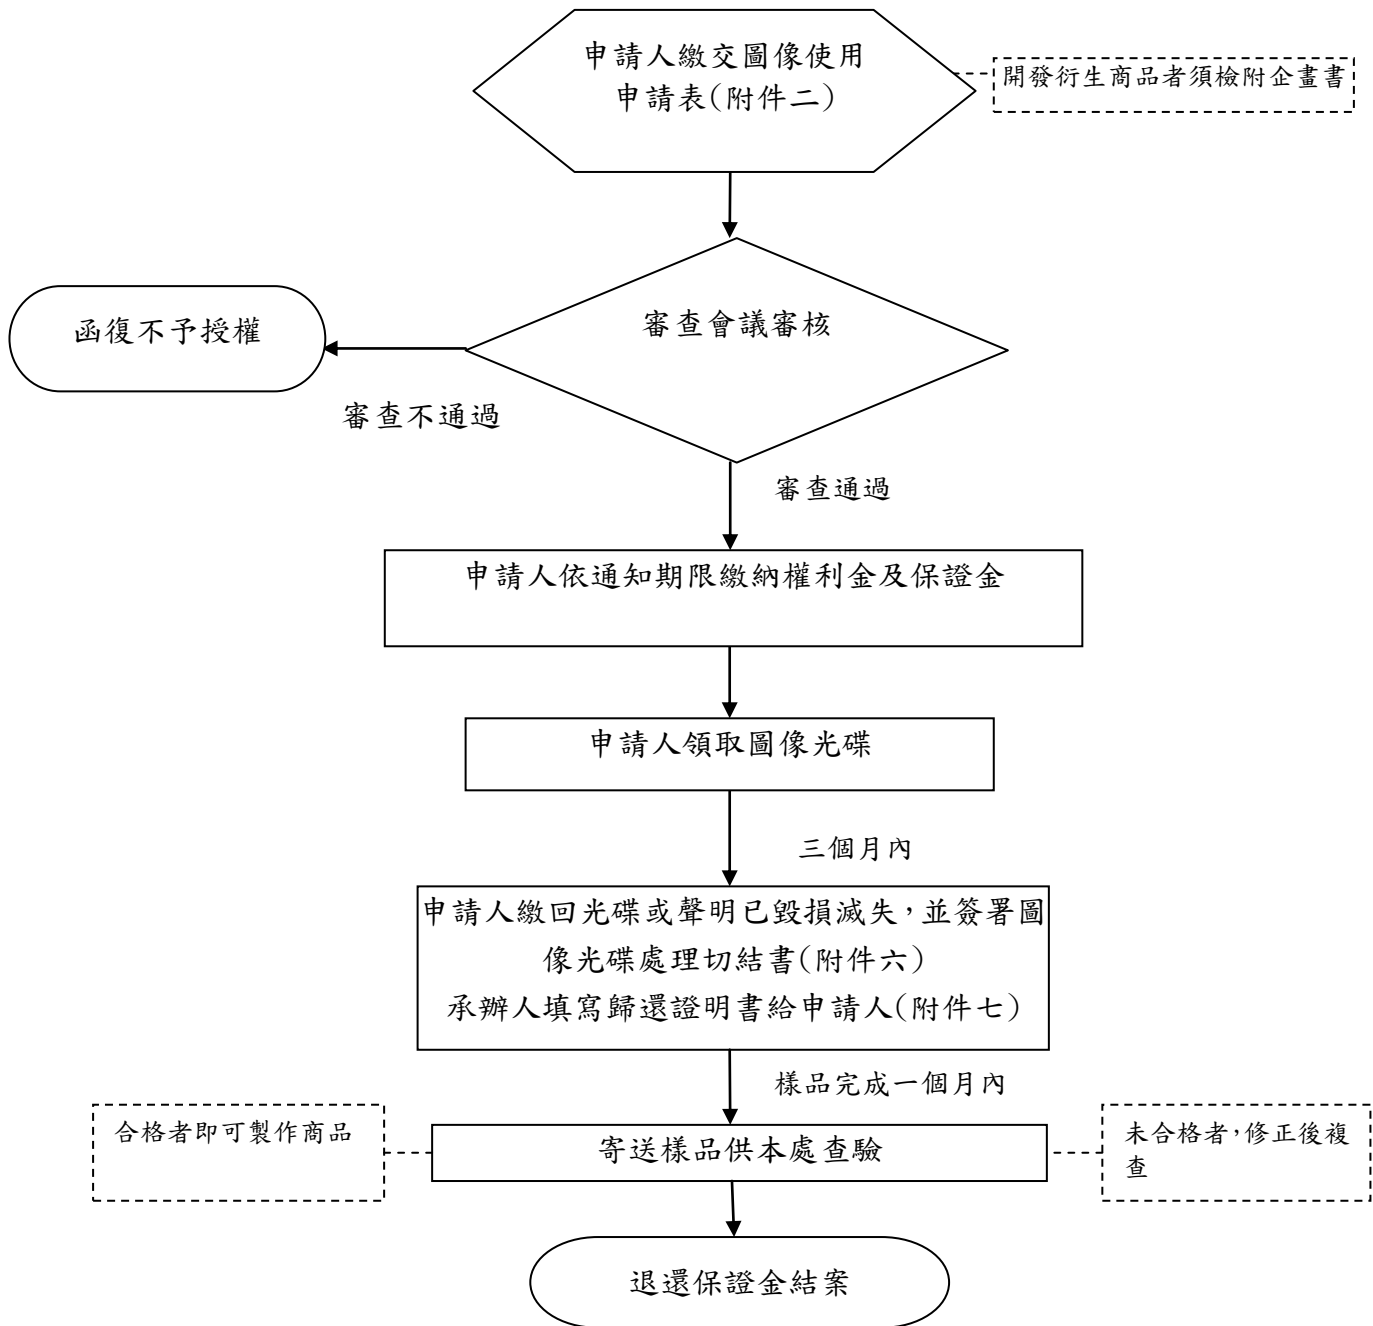 申請人繳交圖像使用
申請表(附件二)
開發衍生商品者須檢附企畫書
審查會議審核
函復不予授權
審查不通過
審查通過
申請人依通知期限繳納權利金及保證金
申請人領取圖像光碟
三個月內
申請人繳回光碟或聲明已毀損滅失,並簽署圖
像光碟處理切結書(附件六)
承辦人填寫歸還證明書給申請人(附件七)
樣品完成一個月內
合格者即可製作商品
寄送樣品供本處查驗
未合格者,修正後複
查
退還保證金結案